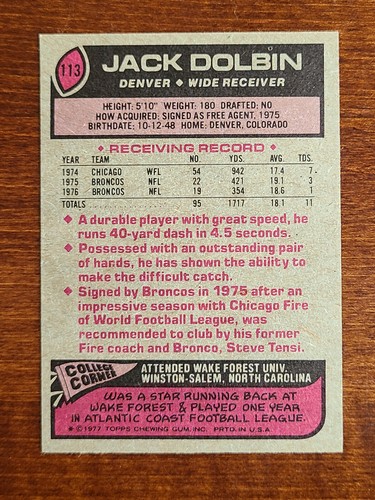 113
JACK DOLBIN
DENVER ◆ WIDE RECEIVER
HEIGHT: 5'10" WEIGHT: 180 DRAFTED: NO
HOW ACQUIRED: SIGNED AS FREE AGENT, 1975
BIRTHDATE: 10-12-48 HOME: DENVER, COLORADO
◆ RECEIVING RECORD ◆
YEAR TEAM NO. YDS. AVG. TDS.
1974 CHICAGO WFL 54 942 17.4 7
1975 BRONCOS NFL 22 421 19.1 3
1976 BRONCOS NFL 19 354 18.6 1
TOTALS 95 1717 18.1 11
◆ A durable player with great speed, he
runs 40-yard dash in 4.5 seconds.
◆ Possessed with an outstanding pair
of hands, he has shown the ability to
make the difficult catch.
◆ Signed by Broncos in 1975 after an
impressive season with Chicago Fire
of World Football League, was
recommended to club by his former
Fire coach and Bronco, Steve Tensi.
COLLEG
CORNER
ATTENDED WAKE FOREST UNIV.
WINSTON-SALEM, NORTH CAROLINA
WAS A STAR RUNNING BACK AT
WAKE FOREST & PLAYED ONE YEAR
IN ATLANTIC COAST FOOTBALL LEAGUE.
* © 1977 TOPPS CHEWING GUM, INC. PRTD. IN U.S.A.